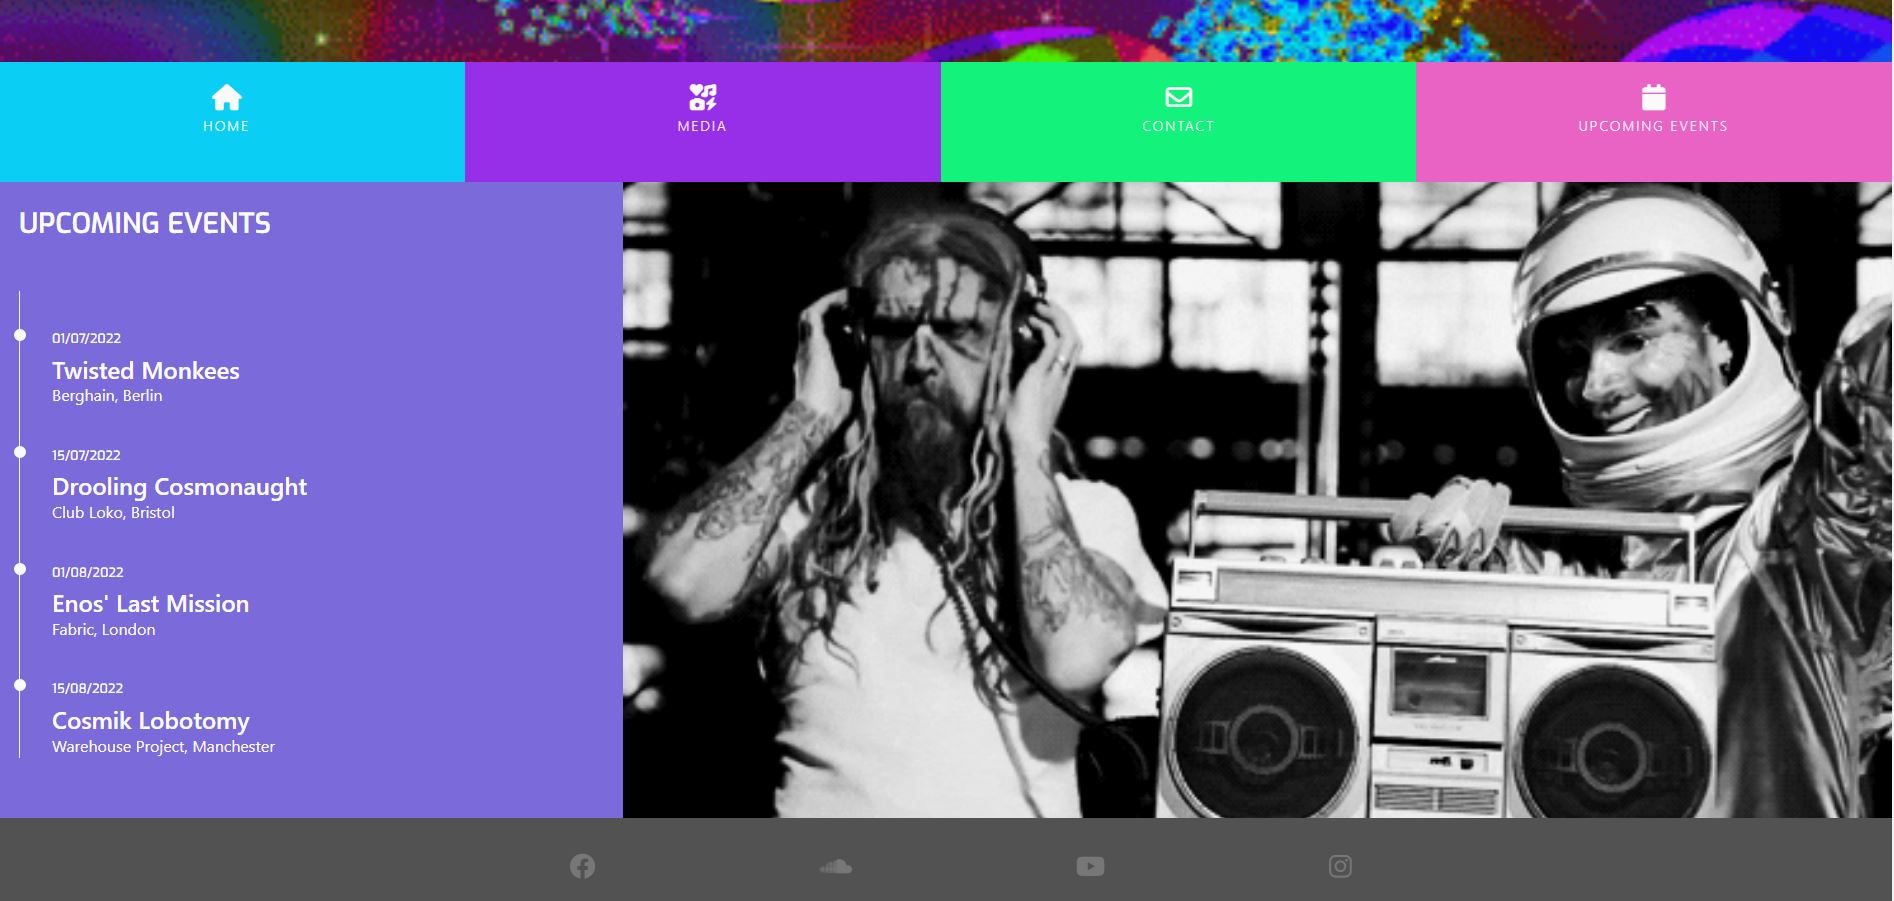 HOME
MEDIA
CONTACT
UPCOMING EVENTS
UPCOMING EVENTS
01/07/2022
Twisted Monkees
Berghain, Berlin
15/07/2022
Drooling Cosmonaught
Club Loko, Bristol
01/08/2022
Enos' Last Mission
Fabric, London
15/08/2022
Cosmik Lobotomy
Warehouse Project, Manchester